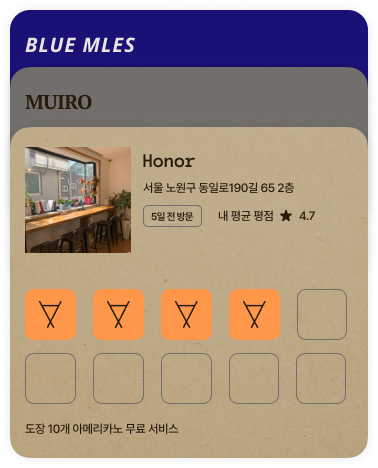 BLUE MLES
MUIRO
Honor
서울 노원구 동일로190길 65 2층
5일 전 방문 내 평균 평점 ★ 4.7
도장 10개 아메리카노 무료 서비스